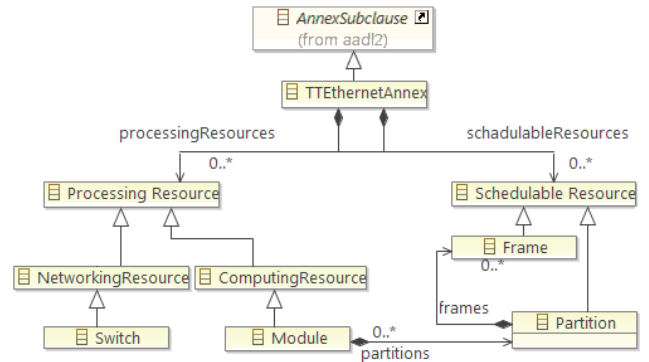 AnnexSubclause
(from aadl2)
TTEthernetAnnex
processingResources
schadulableResources
0..*
0..*
Processing Resource
Schedulable Resource
Frame
0..*
NetworkingResource
ComputingResource
frames
Partition
Switch
Module
0..*
partitions